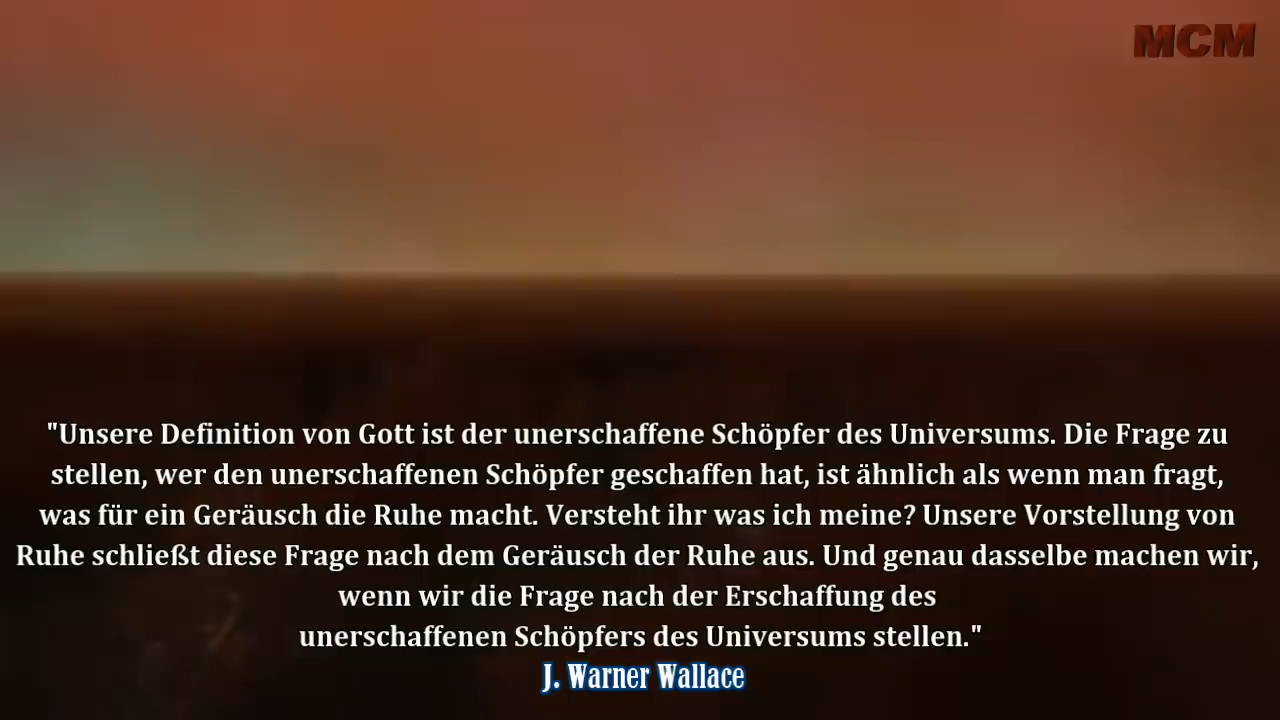 MCM
"Unsere Definition von Gott ist der unerschaffene Schöpfer des Universums. Die Frage zu
stellen, wer den unerschaffenen Schöpfer geschaffen hat, ist ähnlich als wenn man fragt,
was für ein Geräusch die Ruhe macht. Versteht ihr was ich meine? Unsere Vorstellung von
Ruhe schließt diese Frage nach dem Geräusch der Ruhe aus. Und genau dasselbe machen wir,
wenn wir die Frage nach der Erschaffung des
unerschaffenen Schöpfers des Universums stellen."
J. Warner Wallace